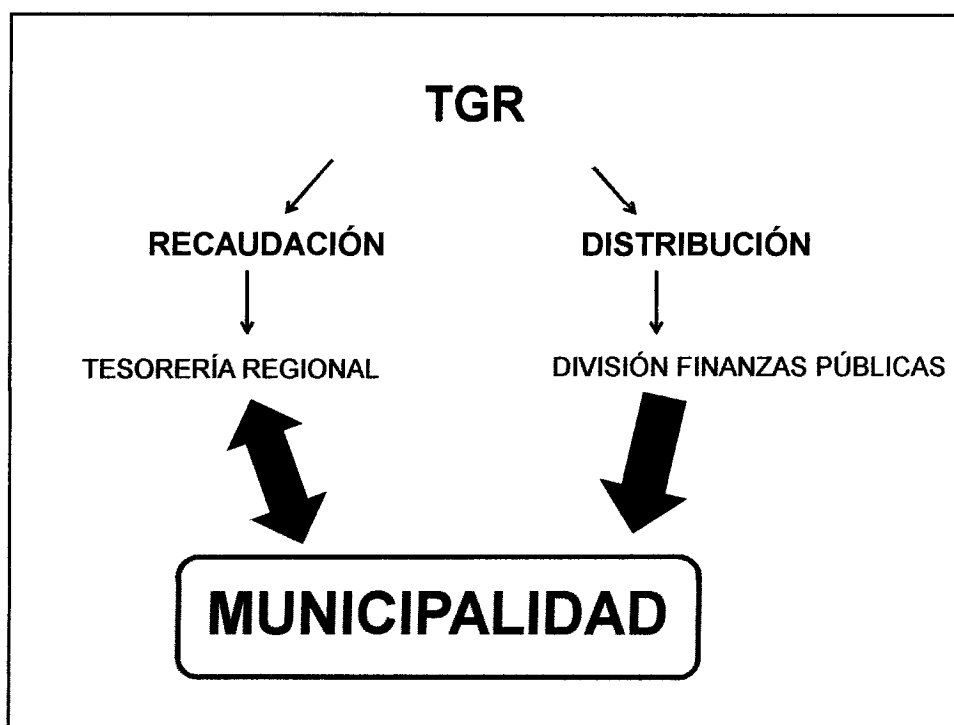 TGR
RECAUDACIÓN
DISTRIBUCIÓN
TESORERÍA REGIONAL
DIVISIÓN FINANZAS PÚBLICAS
MUNICIPALIDAD